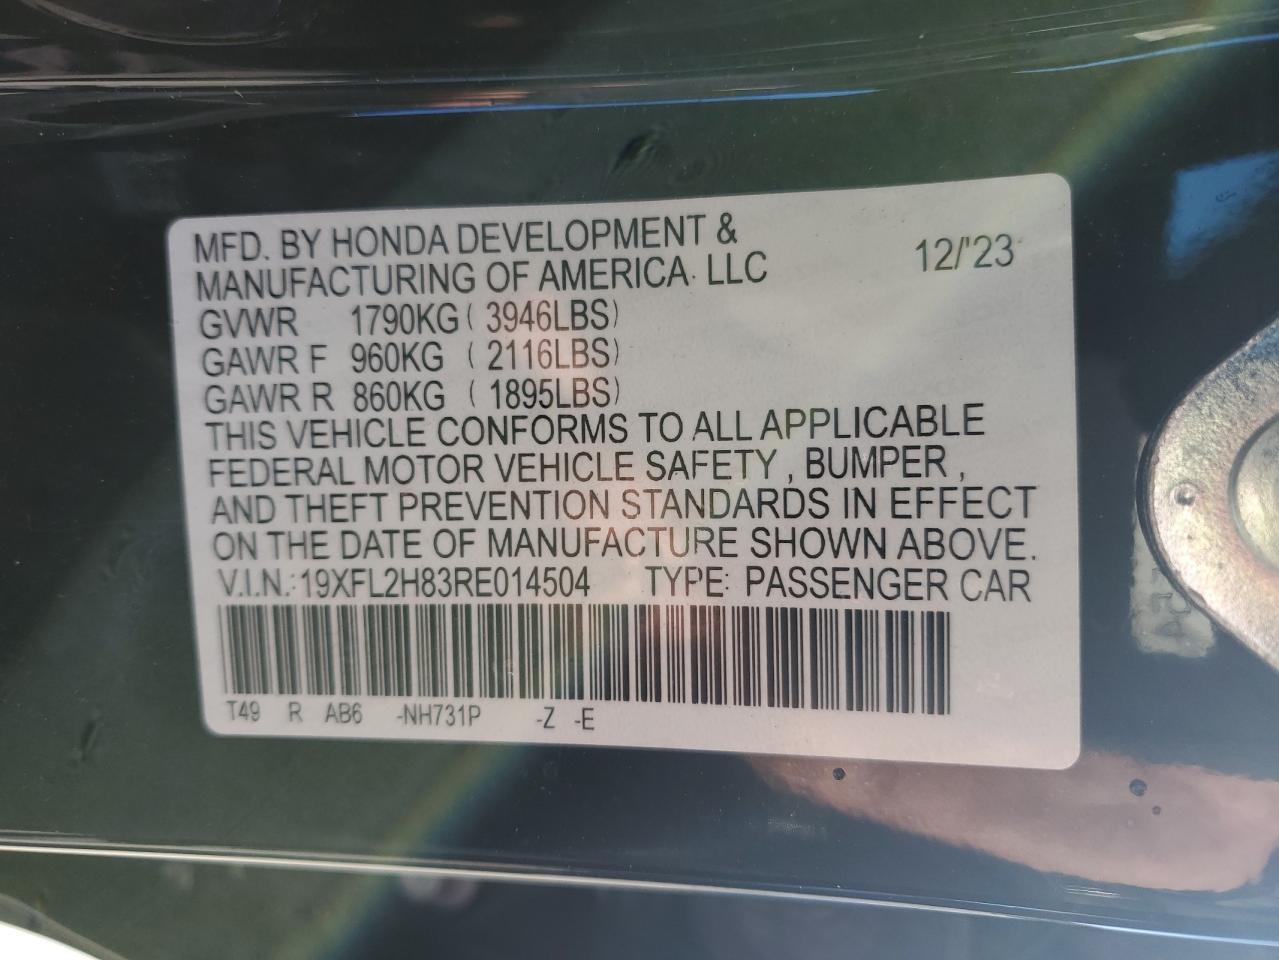 MFD. BY HONDA DEVELOPMENT & 12/'23
MANUFACTURING OF AMERICA. LLC
GVWR 1790KG ( 3946LBS)
GAWR F 960KG ( 2116LBS)
GAWR R 860KG ( 1895LBS)
THIS VEHICLE CONFORMS TO ALL APPLICABLE
FEDERAL MOTOR VEHICLE SAFETY , BUMPER ,
AND THEFT PREVENTION STANDARDS IN EFFECT
ON THE DATE OF MANUFACTURE SHOWN ABOVE.
V.I.N.:19XFL2H83RE014504 TYPE: PASSENGER CAR
T49 R AB6 -NH731P -Z -E